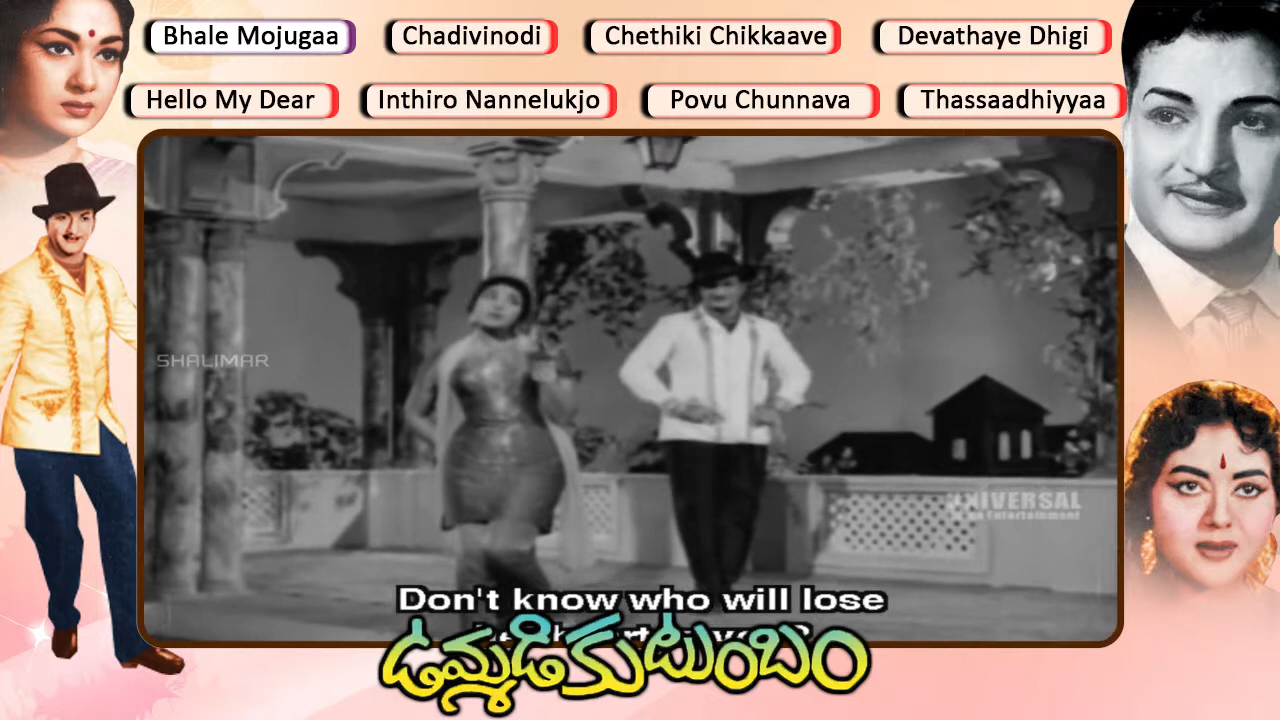 Bhale Mojugaa Chadivinodi Chethiki Chikkaave Devathaye Dhigi
Hello My Dear Inthiro Nannelukjo Povu Chunnava Thassaadhiyyaa
SHALIMAR
UNIVERSAL
Entertainment
Don't know who will lose
ఉమ్మడి కుటుంబం